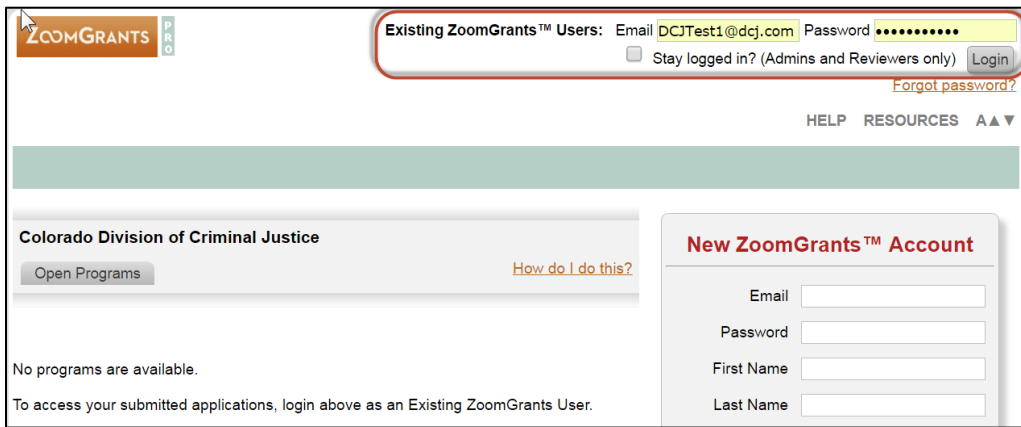 ZOOMGRANTS PRO
Existing ZoomGrants™ Users: Email DCJTest1@dcj.com Password •••••••••••
Stay logged in? (Admins and Reviewers only) Login
Forgot password?
HELP RESOURCES A▲▼
Colorado Division of Criminal Justice
Open Programs
How do I do this?
No programs are available.
To access your submitted applications, login above as an Existing ZoomGrants User.
New ZoomGrants™ Account
Email
Password
First Name
Last Name